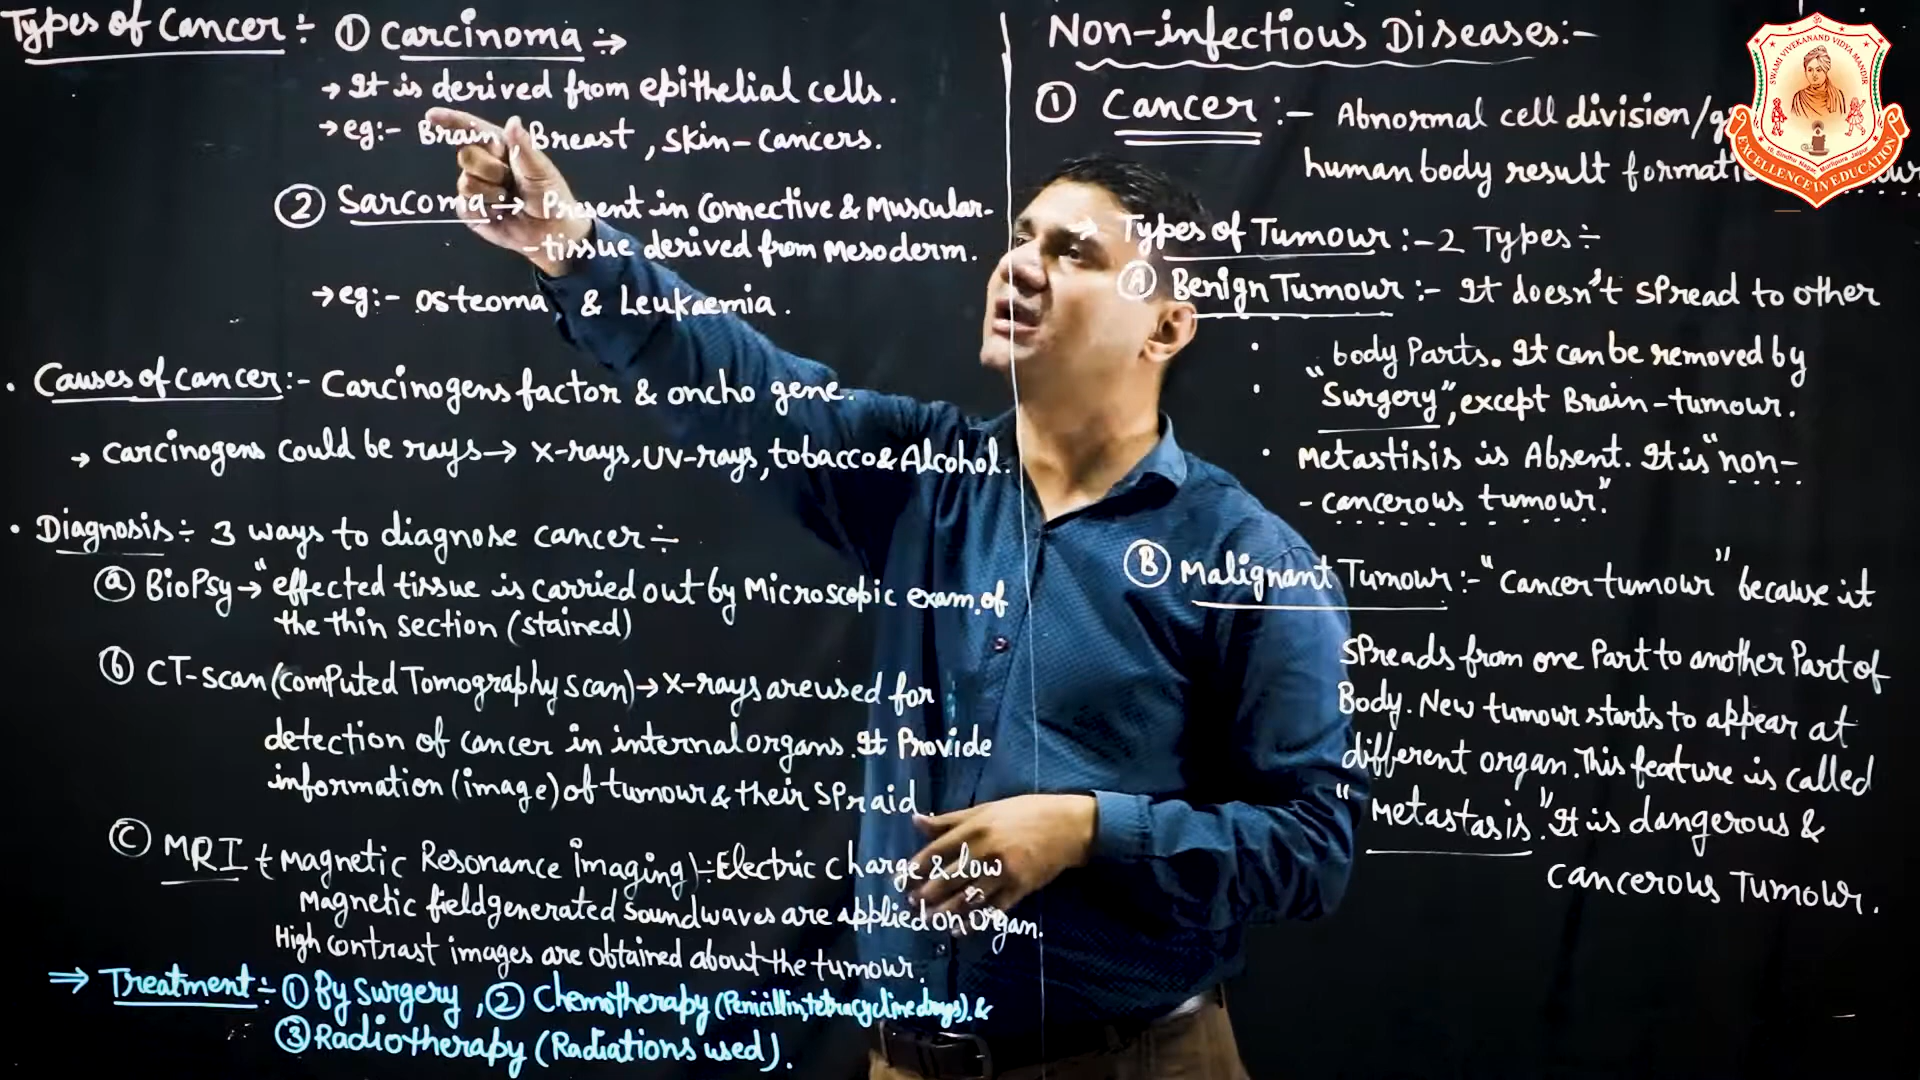 Types of Cancer ÷ ① Carcinoma :→
→ It is derived from epithelial cells.
→ eg:- Brain, Breast, Skin-cancers.
② Sarcoma :→ Present in Connective & Muscular-
-tissue derived from Mesoderm.
→ eg:- osteoma & Leukaemia.
• Causes of cancer:- Carcinogens factor & oncho gene.
→ Carcinogens could be rays → X-rays, UV-rays, tobacco & Alcohol.
• Diagnosis ÷ 3 ways to diagnose cancer ÷
ⓐ BioPsy → "effected tissue is carried out by Microscopic exam. of
the thin section (stained)
ⓑ CT-scan (computed Tomography scan) → X-rays are used for
detection of cancer in internal organs. It Provide
information (image) of tumour & their SPraid.
Ⓒ MRI ÷ (Magnetic Resonance Imaging) ÷ Electric charge & low
Magnetic field generated soundwaves are applied on organ.
High contrast images are obtained about the tumour.
⇒ Treatment ÷ ① By Surgery, ② Chemotherapy (Penicillin, tetracycline drugs). &
③ Radiotherapy (Radiations used).
Non-infectious Diseases:-
① Cancer :- Abnormal cell division/
human body result
→ Types of Tumour :- 2 Types ÷
Ⓐ Benign Tumour :- It doesn't spread to other
• body Parts. It can be removed by
• "Surgery", except Brain-tumour.
• Metastisis is Absent. It is "non-
-cancerous tumour."
Ⓑ Malignant Tumour :- "Cancer tumour" because it
Spreads from one Part to another Part of
Body. New tumour starts to appear at
different organ. This feature is called
"Metastasis." It is dangerous &
cancerous Tumour.
SWAMI VIVEKANAND VIDYA MANDIR
EXCELLENCE IN EDUCATION